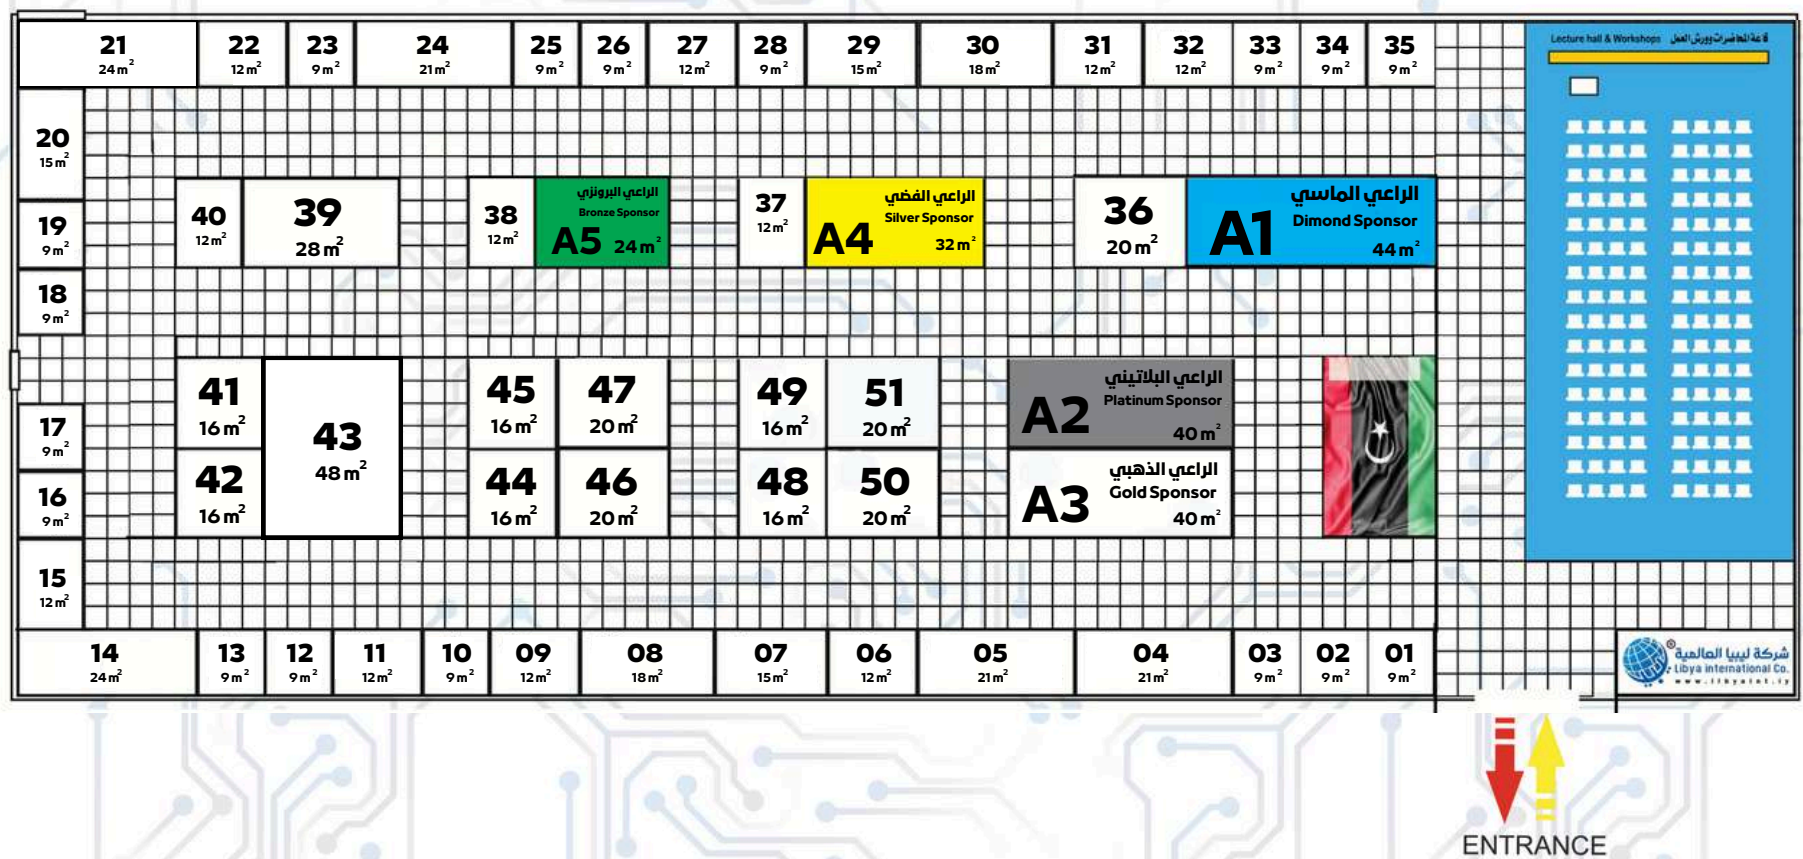 21
24 m²
22
12 m²
23
9 m²
24
21 m²
25
9 m²
26
9 m²
27
12 m²
28
9 m²
29
15 m²
30
18 m²
31
12 m²
32
12 m²
33
9 m²
34
9 m²
35
9 m²
Lecture hall & Workshops قاعة المحاضرات وورش العمل
20
15 m²
19
9 m²
18
9 m²
40
12 m²
39
28 m²
38
12 m²
الراعي البرونزي
Bronze Sponsor
A5 24 m²
37
12 m²
الراعي الفضي
Silver Sponsor
A4 32 m²
36
20 m²
الراعي الماسي
Dimond Sponsor
A1 44 m²
41
16 m²
42
16 m²
43
48 m²
45
16 m²
47
20 m²
44
16 m²
46
20 m²
49
16 m²
51
20 m²
48
16 m²
50
20 m²
الراعي البلاتيني
Platinum Sponsor
A2 40 m²
الراعي الذهبي
Gold Sponsor
A3 40 m²
17
9 m²
16
9 m²
15
12 m²
14
24 m²
13
9 m²
12
9 m²
11
12 m²
10
9 m²
09
12 m²
08
18 m²
07
15 m²
06
12 m²
05
21 m²
04
21 m²
03
9 m²
02
9 m²
01
9 m²
شركة ليبيا العالمية ®
Libya international Co.
www.libyaint.ly
ENTRANCE